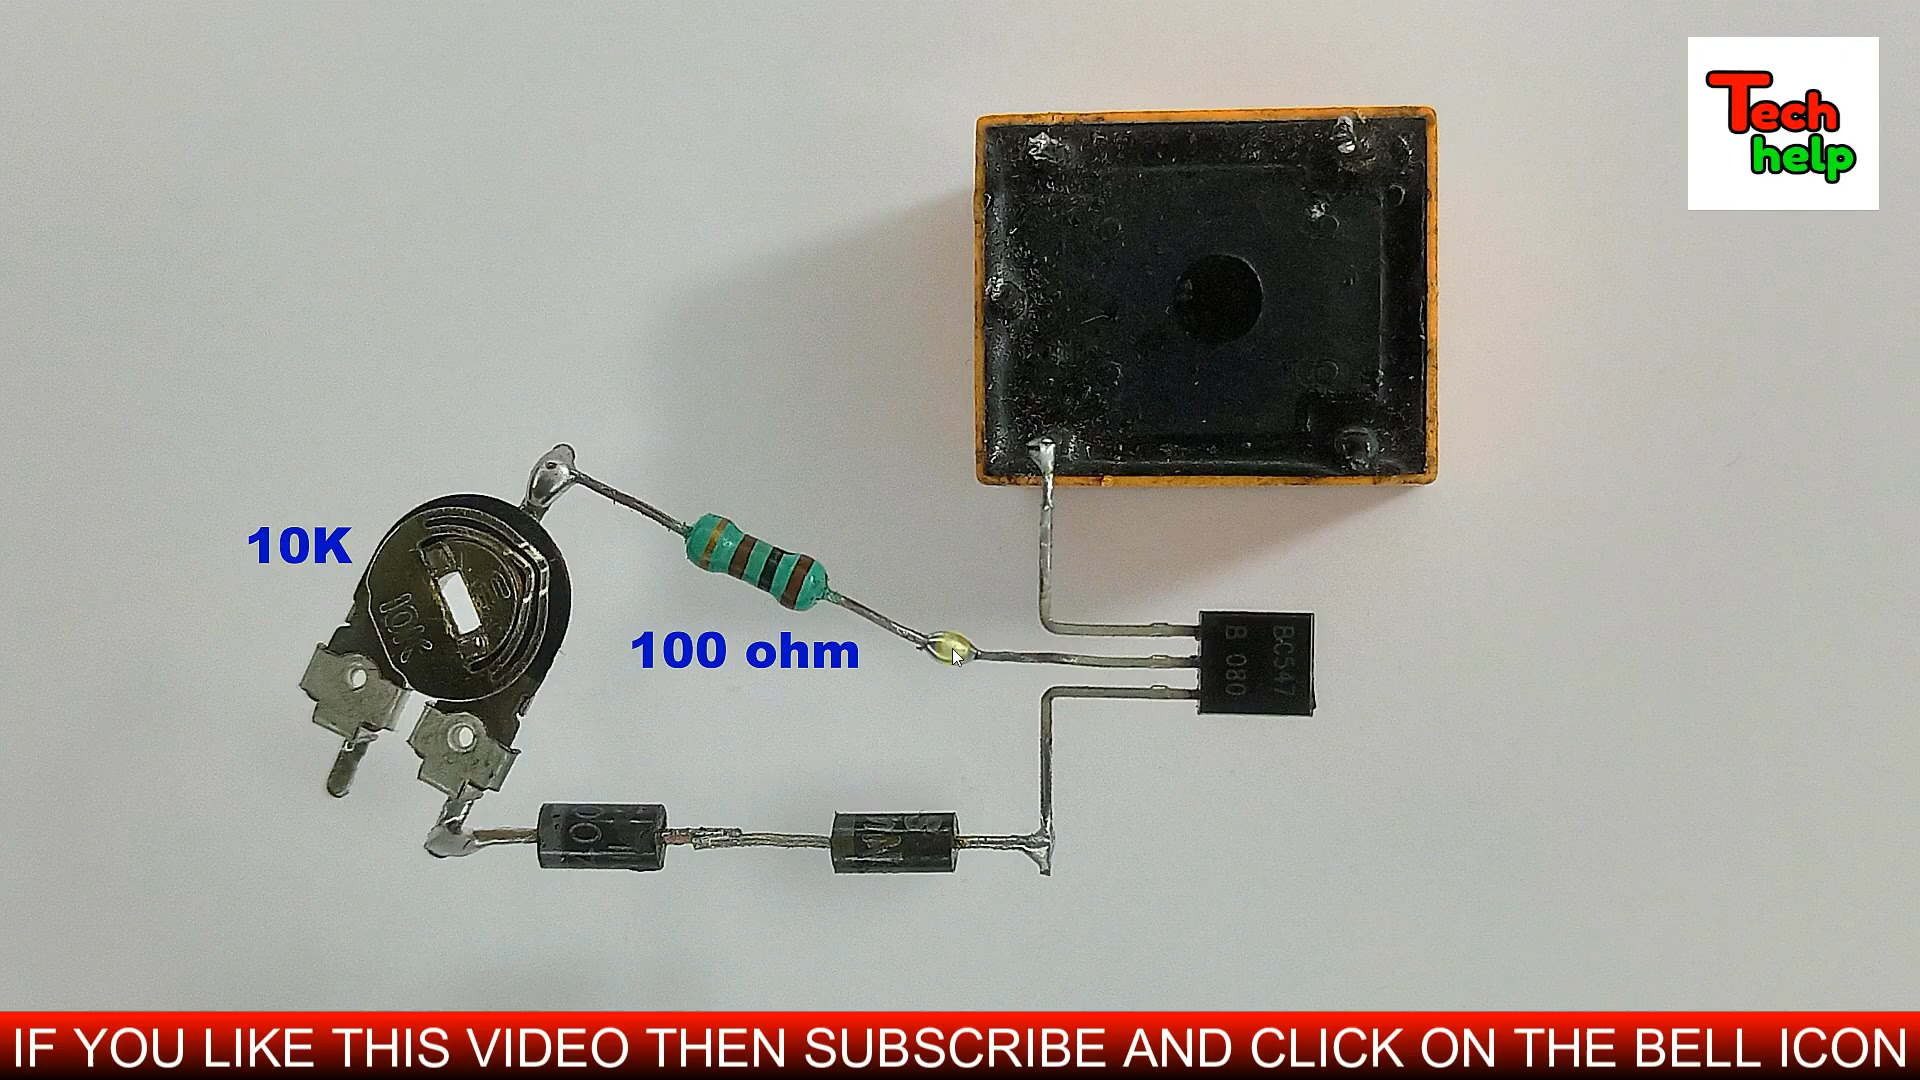 Tech
help
10K
10K
100 ohm
BC547
B 080
IF YOU LIKE THIS VIDEO THEN SUBSCRIBE AND CLICK ON THE BELL ICON